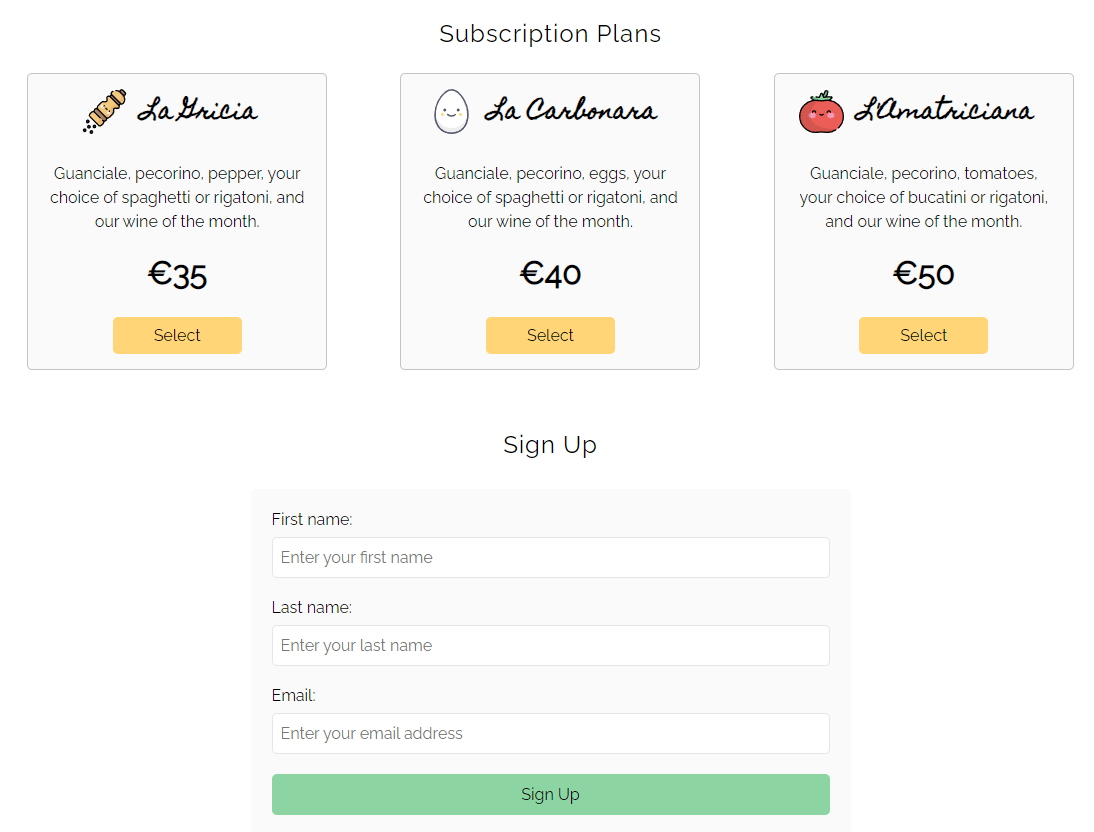 Subscription Plans
La Gricia
Guanciale, pecorino, pepper, your
choice of spaghetti or rigatoni, and
our wine of the month.
€35
Select
La Carbonara
Guanciale, pecorino, eggs, your
choice of spaghetti or rigatoni, and
our wine of the month.
€40
Select
L'Amatriciana
Guanciale, pecorino, tomatoes,
your choice of bucatini or rigatoni,
and our wine of the month.
€50
Select
Sign Up
First name:
Enter your first name
Last name:
Enter your last name
Email:
Enter your email address
Sign Up